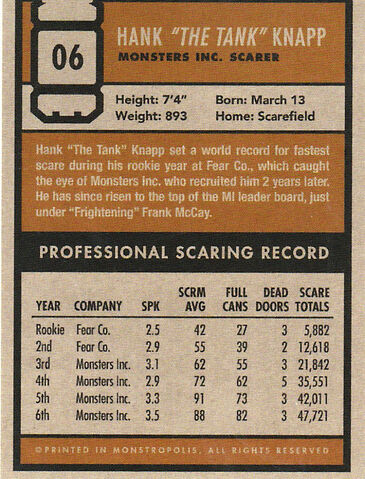 06
HANK "THE TANK" KNAPP
MONSTERS INC. SCARER
Height: 7'4" Born: March 13
Weight: 893 Home: Scarefield
Hank "The Tank" Knapp set a world record for fastest
scare during his rookie year at Fear Co., which caught
the eye of Monsters Inc. who recruited him 2 years later.
He has since risen to the top of the MI leader board, just
under "Frightening" Frank McCay.
PROFESSIONAL SCARING RECORD
SCRM FULL DEAD SCARE
YEAR COMPANY SPK AVG CANS DOORS TOTALS
Rookie Fear Co. 2.5 42 27 3 5,882
2nd Fear Co. 2.9 55 39 2 12,618
3rd Monsters Inc. 3.1 62 55 3 21,842
4th Monsters Inc. 2.9 72 62 5 35,551
5th Monsters Inc. 3.3 91 73 3 42,011
6th Monsters Inc. 3.5 88 82 3 47,721
©PRINTED IN MONSTROPOLIS, ALL RIGHTS RESERVED